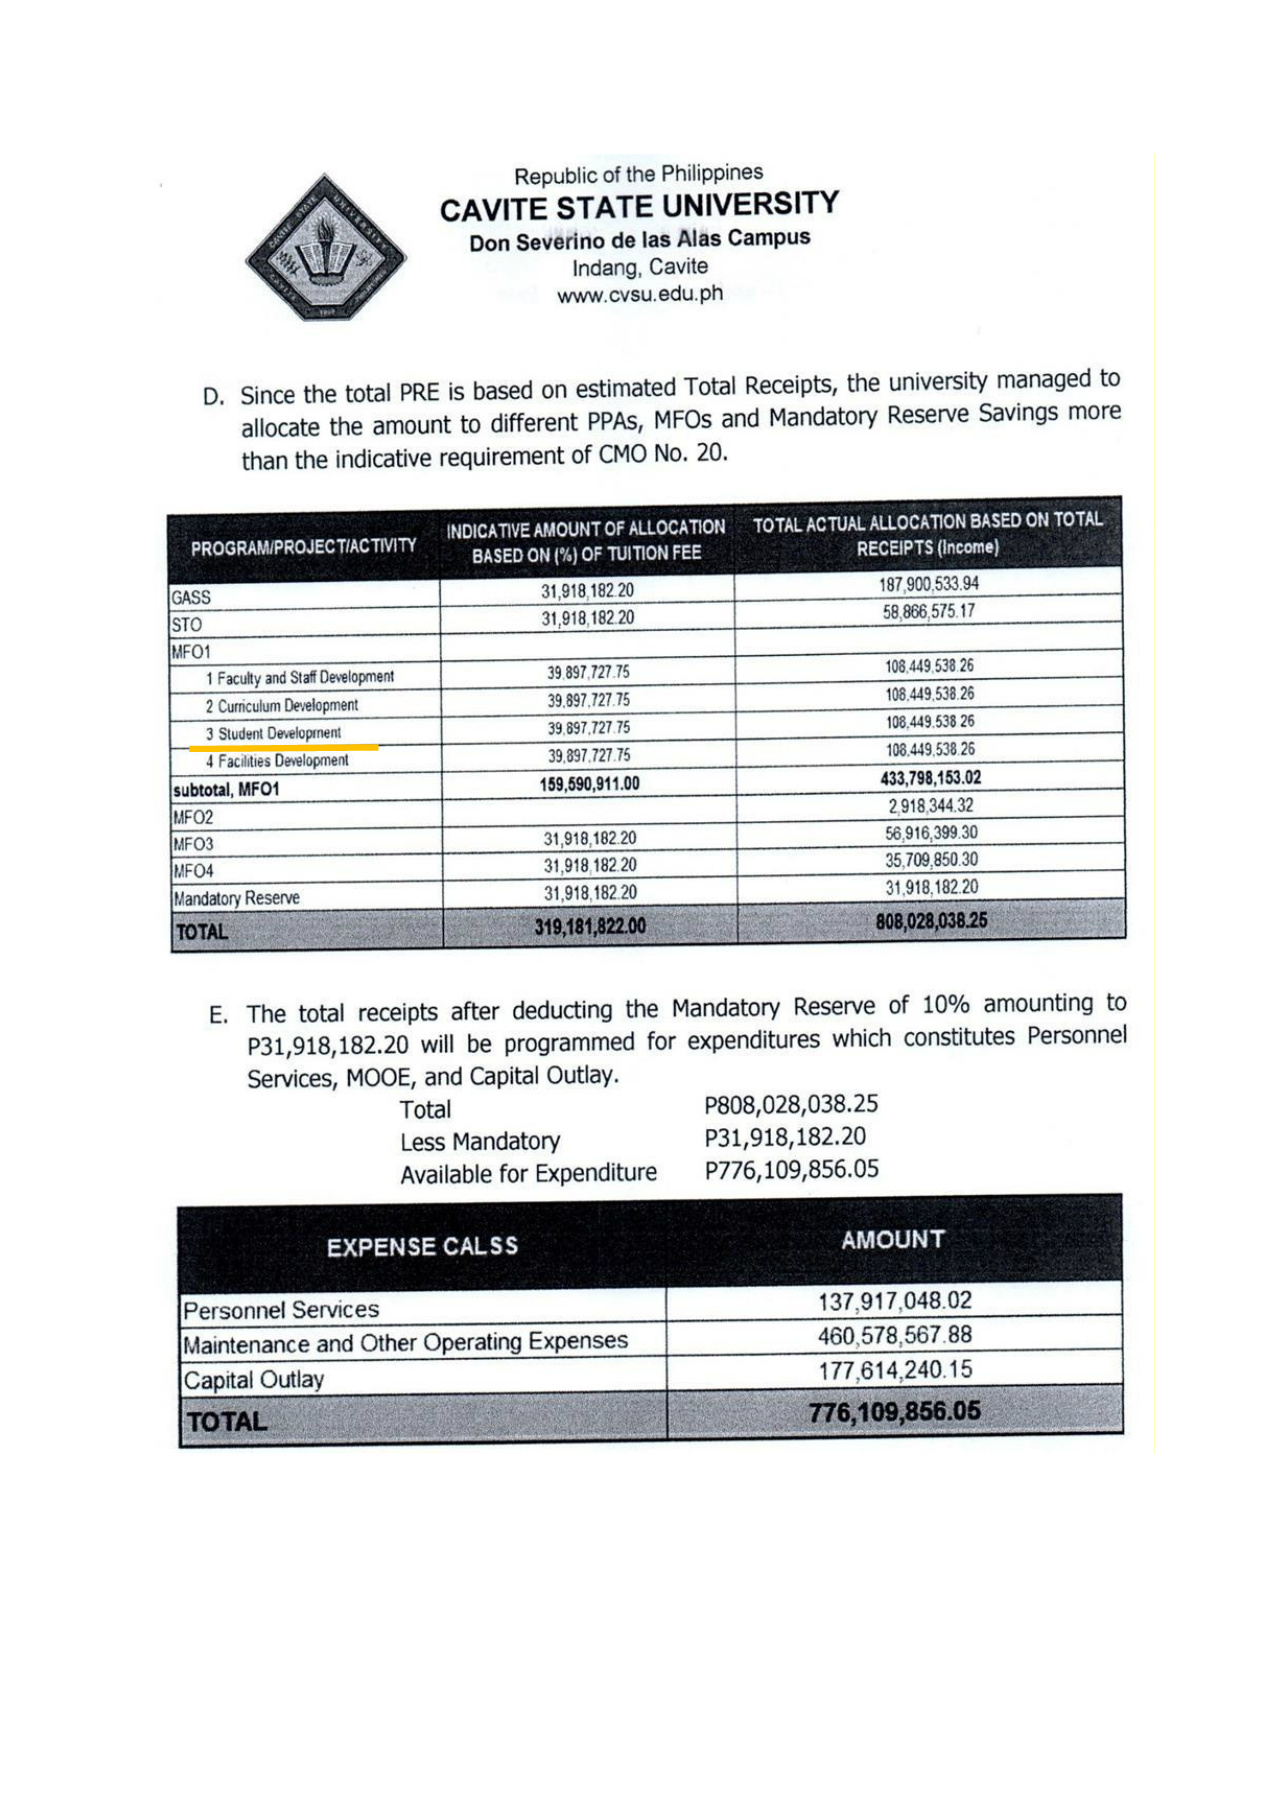 Republic of the Philippines
CAVITE STATE UNIVERSITY
Don Severino de las Alas Campus
Indang, Cavite
www.cvsu.edu.ph
D. Since the total PRE is based on estimated Total Receipts, the university managed to
allocate the amount to different PPAs, MFOs and Mandatory Reserve Savings more
than the indicative requirement of CMO No. 20.
PROGRAM/PROJECT/ACTIVITY INDICATIVE AMOUNT OF ALLOCATION BASED ON (%) OF TUITION FEE TOTAL ACTUAL ALLOCATION BASED ON TOTAL RECEIPTS (Income)
GASS 31,918,182.20 187,900,533.94
STO 31,918,182.20 58,866,575.17
MFO1
1 Faculty and Staff Development 39,897,727.75 108,449,538.26
2 Curriculum Development 39,897,727.75 108,449,538.26
3 Student Development 39,897,727.75 108,449,538.26
4 Facilities Development 39,897,727.75 108,449,538.26
subtotal, MFO1 159,590,911.00 433,798,153.02
MFO2 2,918,344.32
MFO3 31,918,182.20 56,916,399.30
MFO4 31,918,182.20 35,709,850.30
Mandatory Reserve 31,918,182.20 31,918,182.20
TOTAL 319,181,822.00 808,028,038.25
E. The total receipts after deducting the Mandatory Reserve of 10% amounting to
P31,918,182.20 will be programmed for expenditures which constitutes Personnel
Services, MOOE, and Capital Outlay.
Total P808,028,038.25
Less Mandatory P31,918,182.20
Available for Expenditure P776,109,856.05
EXPENSE CALSS AMOUNT
Personnel Services 137,917,048.02
Maintenance and Other Operating Expenses 460,578,567.88
Capital Outlay 177,614,240.15
TOTAL 776,109,856.05